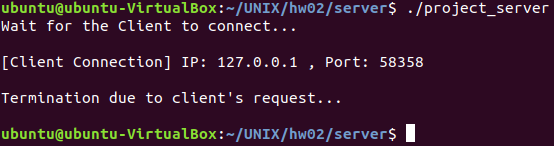 ubuntu@ubuntu-VirtualBox:~/UNIX/hw02/server$ ./project_server
Wait for the Client to connect...
[Client Connection] IP: 127.0.0.1 , Port: 58358
Termination due to client's request...
ubuntu@ubuntu-VirtualBox:~/UNIX/hw02/server$